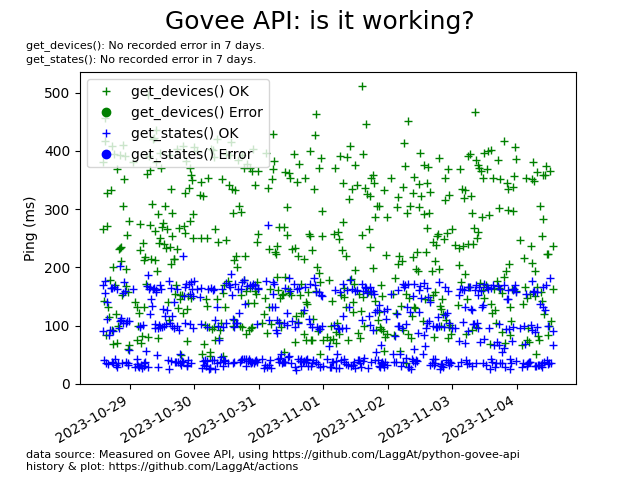 Govee API: is it working?
get_devices(): No recorded error in 7 days.
get_states(): No recorded error in 7 days.
get_devices() OK
get_devices() Error
get_states() OK
get_states() Error
Ping (ms)
500
400
300
200
100
0
2023-10-29
2023-10-30
2023-10-31
2023-11-01
2023-11-02
2023-11-03
2023-11-04
data source: Measured on Govee API, using https://github.com/LaggAt/python-govee-api
history & plot: https://github.com/LaggAt/actions